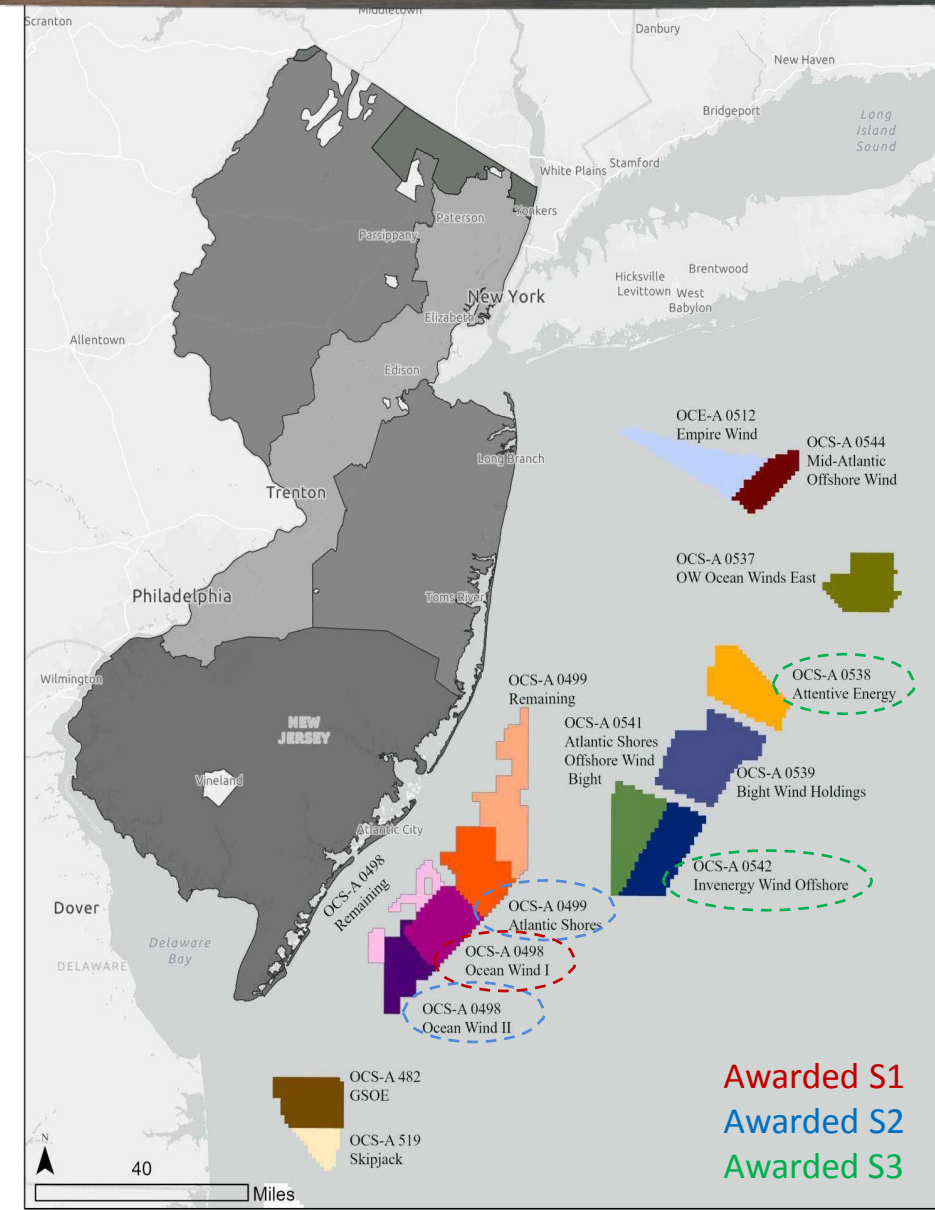 Scranton
Middletown
Danbury
New Haven
Bridgeport
Long
Island
Sound
White Plains
Stamford
Yonkers
Paterson
Parsippany
Brentwood
Hicksville
Levittown
West
Babylon
New York
Elizabeth
Allentown
Edison
OCE-A 0512
Empire Wind
OCS-A 0544
Mid-Atlantic
Offshore Wind
Long Branch
Trenton
OCS-A 0537
OW Ocean Winds East
Philadelphia
Toms River
Wilmington
OCS-A 0499
Remaining
OCS-A 0538
Attentive Energy
NEW
JERSEY
OCS-A 0541
Atlantic Shores
Offshore Wind
Bight
OCS-A 0539
Bight Wind Holdings
Vineland
Atlantic City
OCS-A 0498
Remaining
OCS-A 0542
Invenergy Wind Offshore
OCS-A 0499
Atlantic Shores
Dover
Delaware
Bay
DELAWARE
OCS-A 0498
Ocean Wind I
OCS-A 0498
Ocean Wind II
OCS-A 482
GSOE
OCS-A 519
Skipjack
Awarded S1
Awarded S2
Awarded S3
N
40
Miles